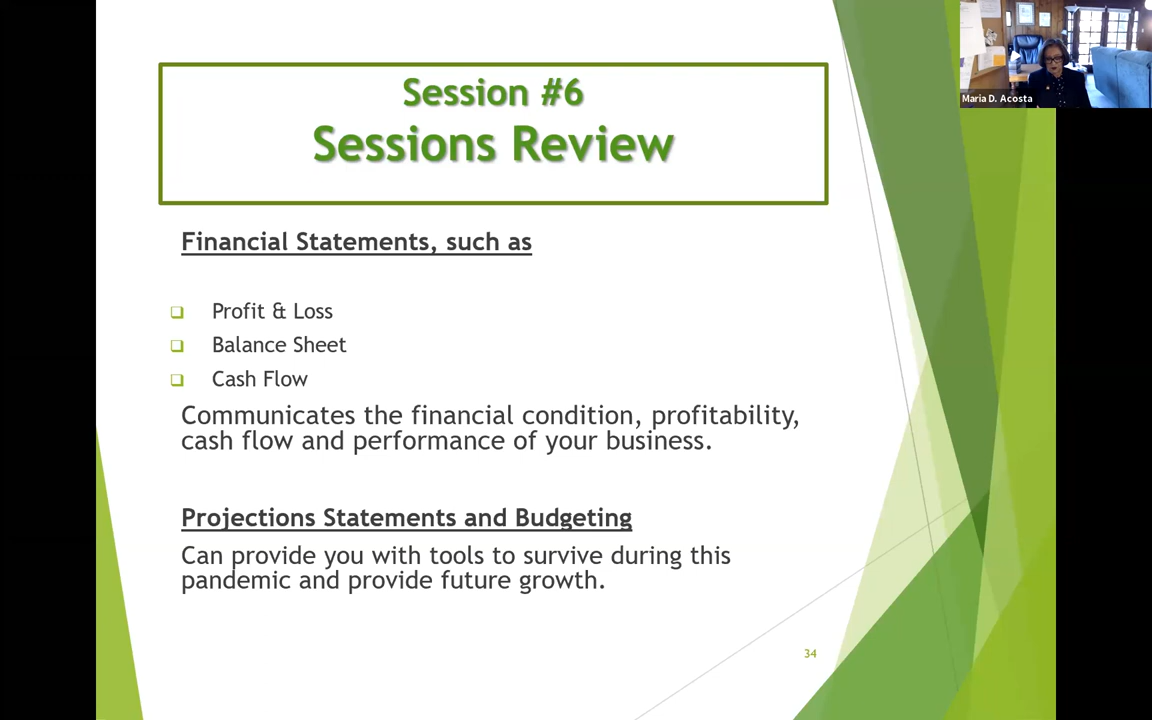 Session #6
Sessions Review
Maria D. Acosta
Financial Statements, such as
Profit & Loss
Balance Sheet
Cash Flow
Communicates the financial condition, profitability,
cash flow and performance of your business.
Projections Statements and Budgeting
Can provide you with tools to survive during this
pandemic and provide future growth.
34